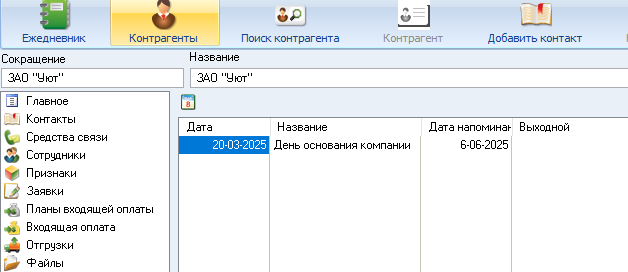 Ежедневник Контрагенты Поиск контрагента Контрагент Добавить контакт
Сокращение Название
ЗАО "Уют" ЗАО "Уют"
Главное
Контакты
Средства связи
Сотрудники
Признаки
Заявки
Планы входящей оплаты
Входящая оплата
Отгрузки
Файлы
8
Дата Название Дата напоминан Выходной
20-03-2025 День основания компании 6-06-2025